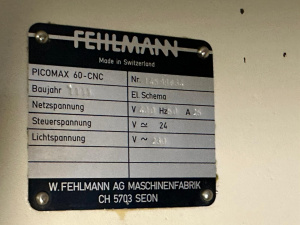 FEHLMANN
Made in Switzerland
PICOMAX 60-CNC Nr.
Baujahr El. Schema
Netzspannung V Hz A
Steuerspannung V ≃ 24
Lichtspannung V ~
W. FEHLMANN AG MASCHINENFABRIK
CH 5703 SEON